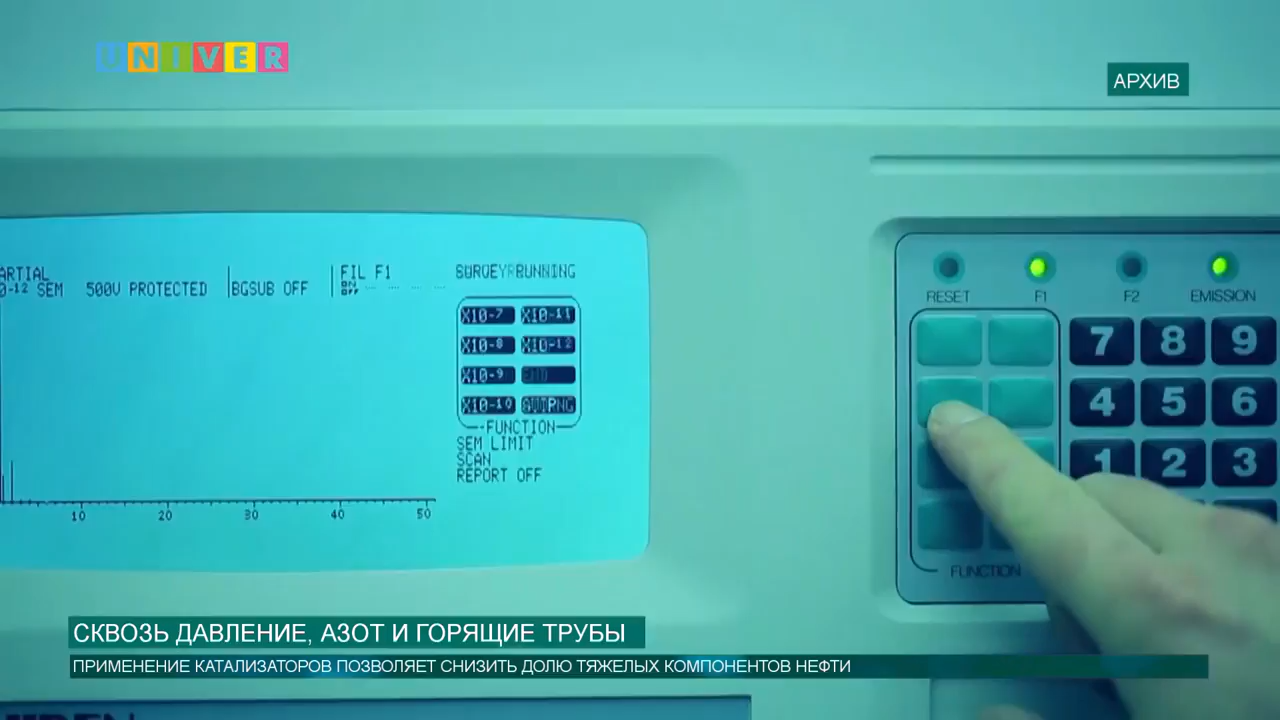 UNIVER
АРХИВ
ARTIAL
0-12 SEM
500V PROTECTED
BGSUB OFF
FIL F1
RUNNING
X10-7 X10-11
X10-8 X10-12
X10-9
X10-10
FUNCTION
SEM LIMIT
SCAN
REPORT OFF
10 20 30 40 50
RESET F1 F2 EMISSION
7 8 9
4 5 6
1 2 3
FUNCTION
СКВОЗЬ ДАВЛЕНИЕ, АЗОТ И ГОРЯЩИЕ ТРУБЫ
ПРИМЕНЕНИЕ КАТАЛИЗАТОРОВ ПОЗВОЛЯЕТ СНИЗИТЬ ДОЛЮ ТЯЖЕЛЫХ КОМПОНЕНТОВ НЕФТИ